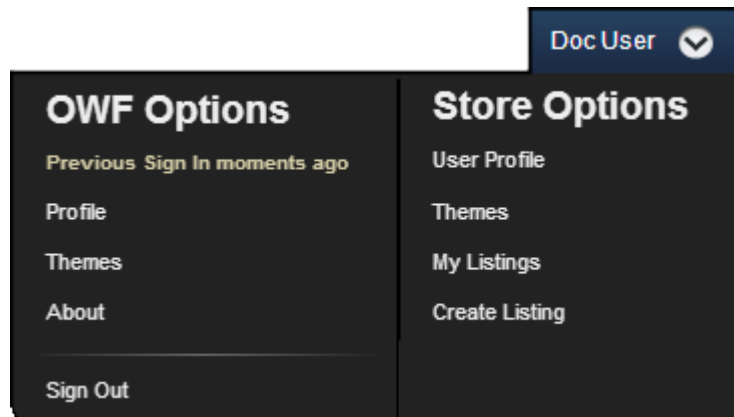 Doc User
OWF Options
Previous Sign In moments ago
Profile
Themes
About
Sign Out
Store Options
User Profile
Themes
My Listings
Create Listing